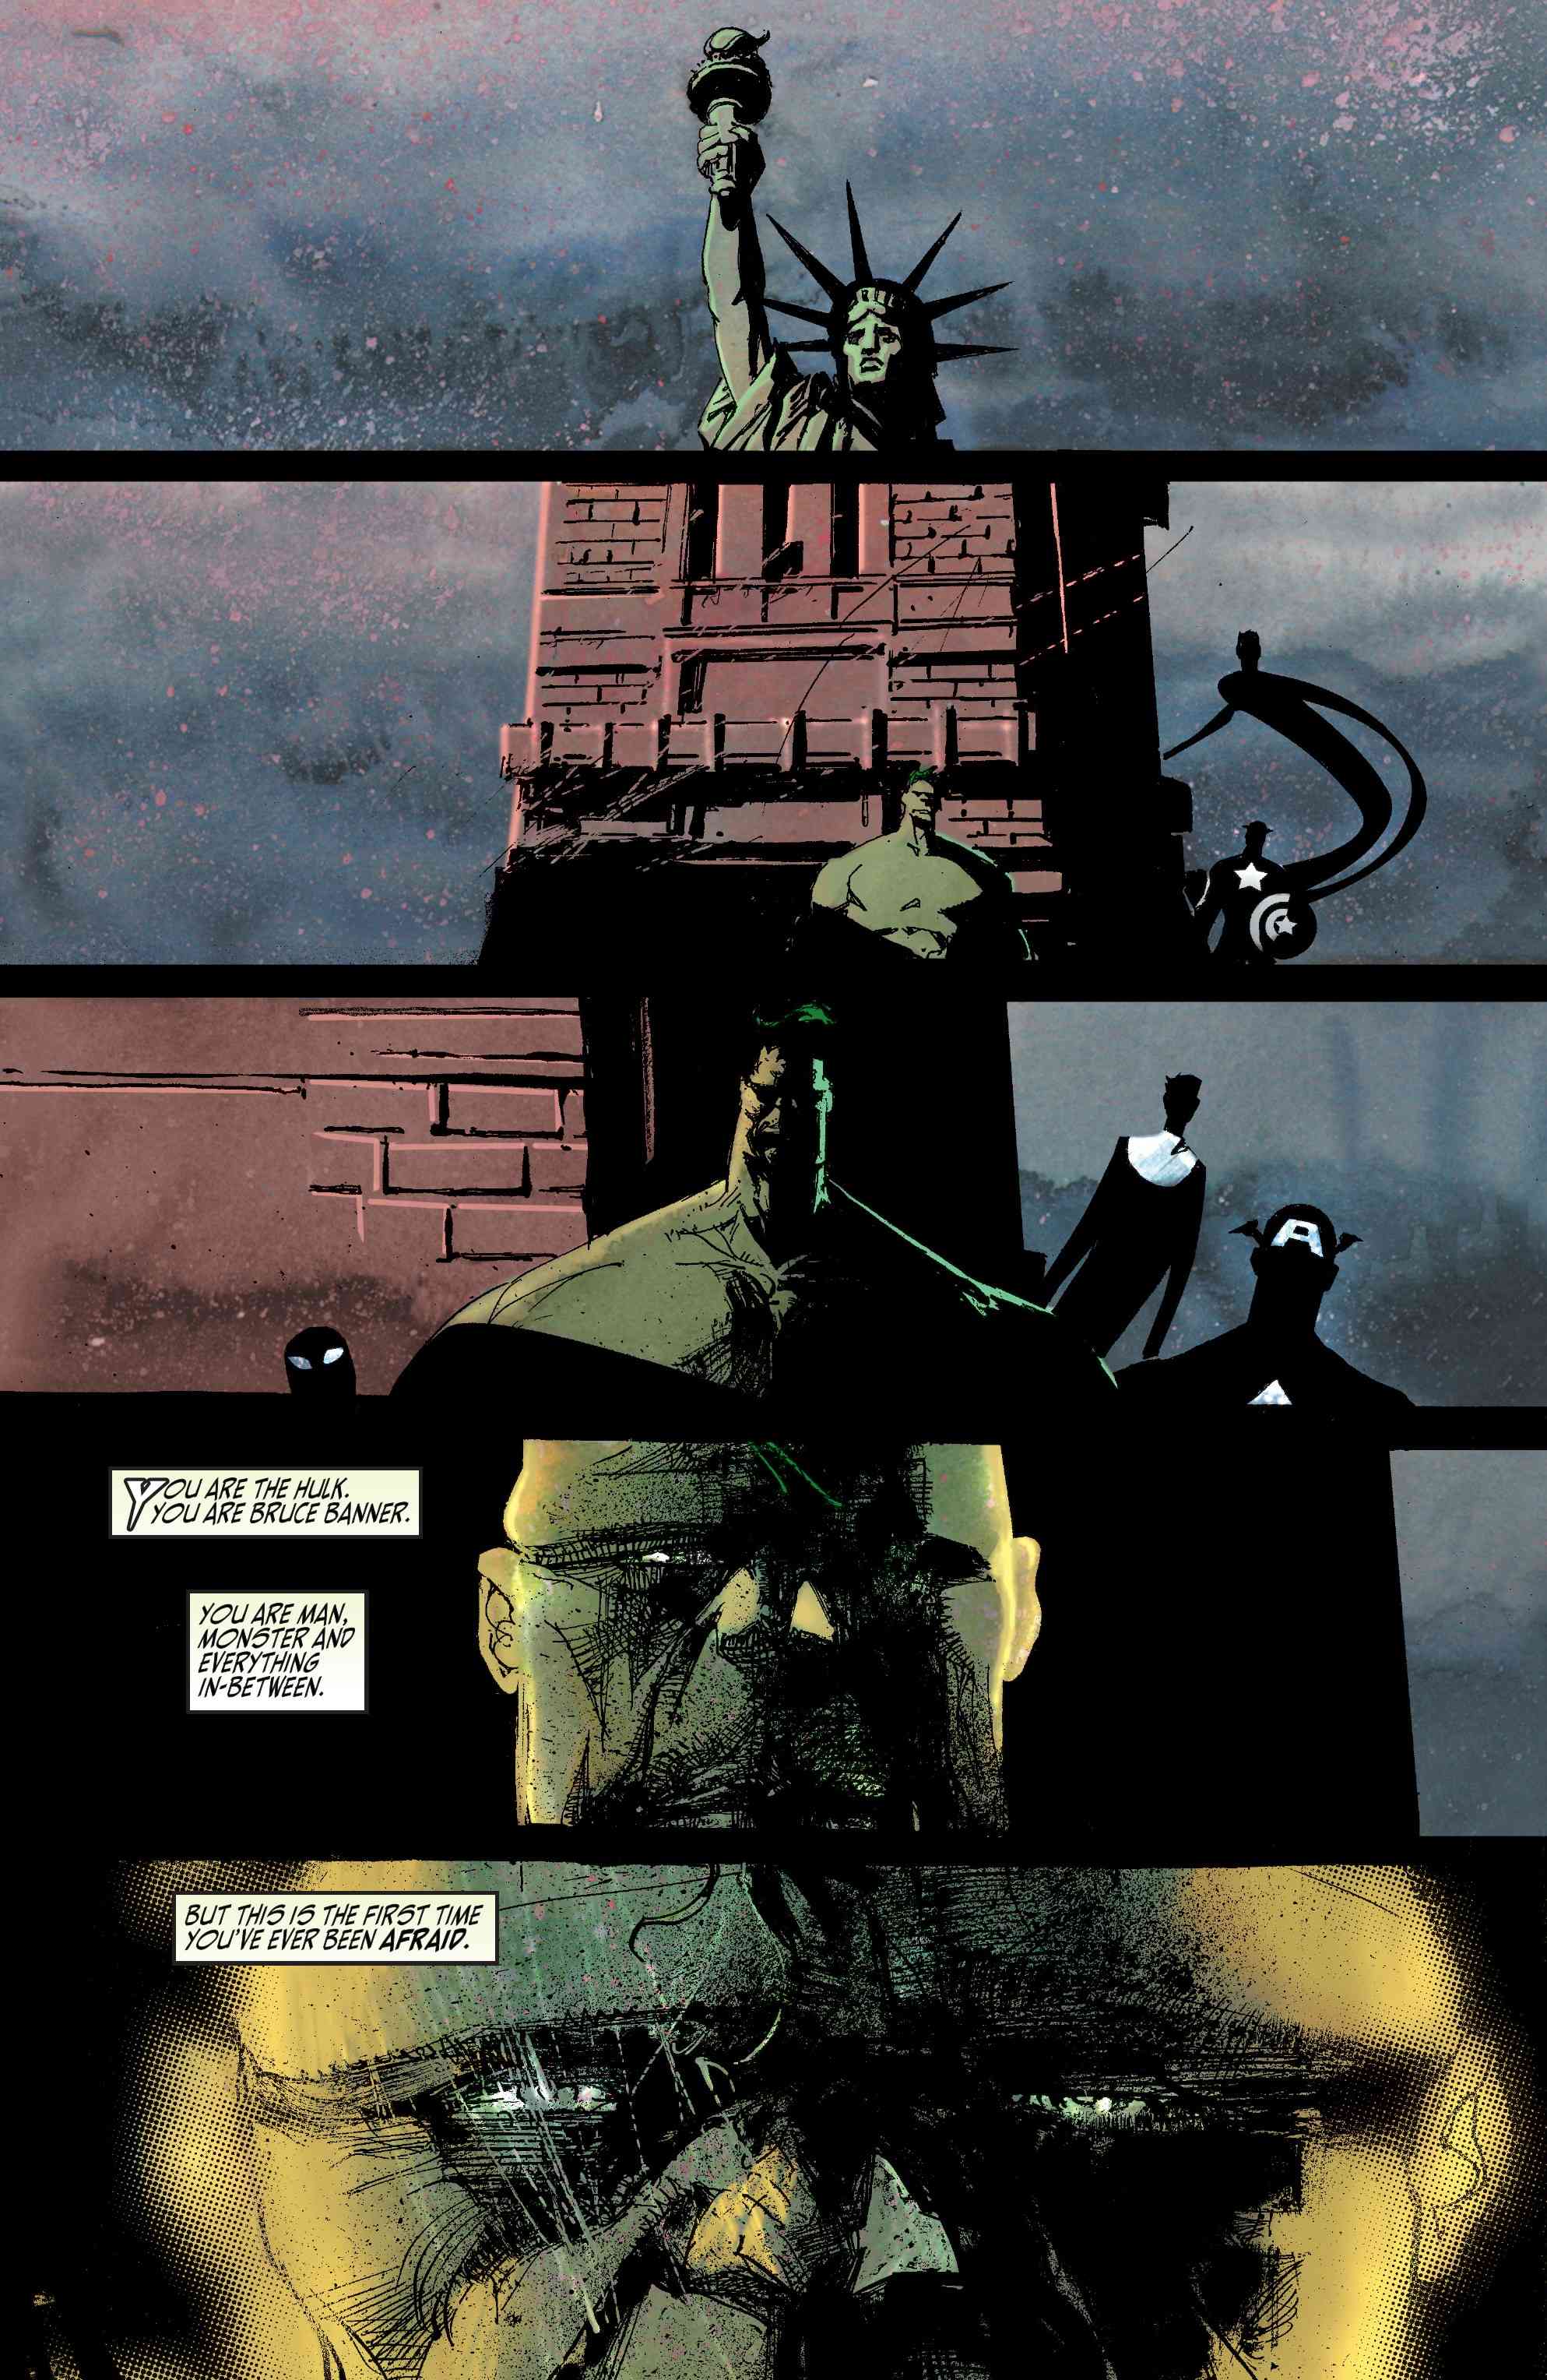 A
YOU ARE THE HULK.
YOU ARE BRUCE BANNER.
YOU ARE MAN,
MONSTER AND
EVERYTHING
IN-BETWEEN.
BUT THIS IS THE FIRST TIME
YOU'VE EVER BEEN AFRAID.